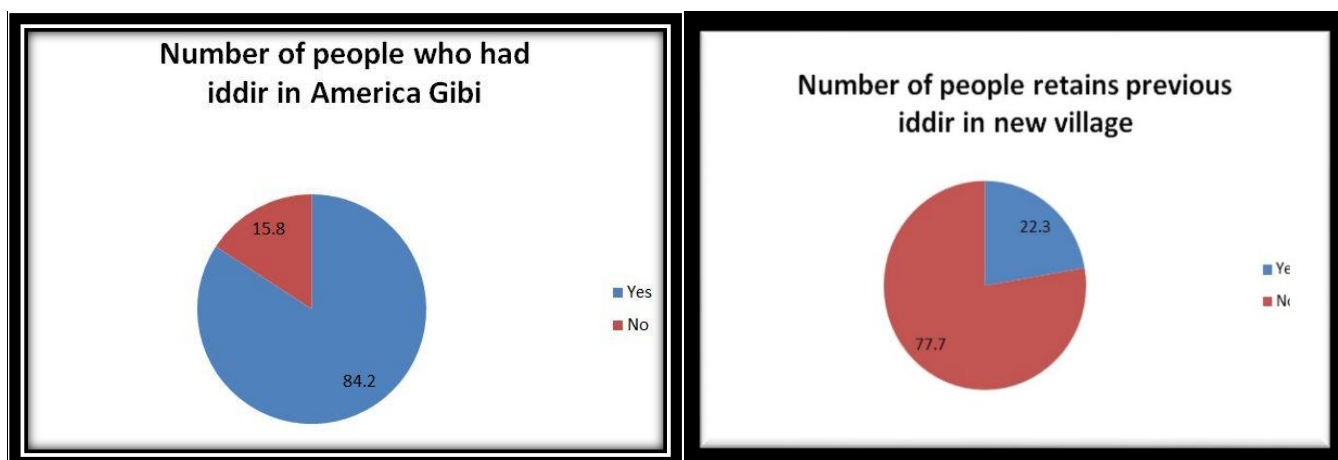 Number of people who had
iddir in America Gibi
15.8
84.2
Yes
No
Number of people retains previous
iddir in new village
22.3
77.7
Ye